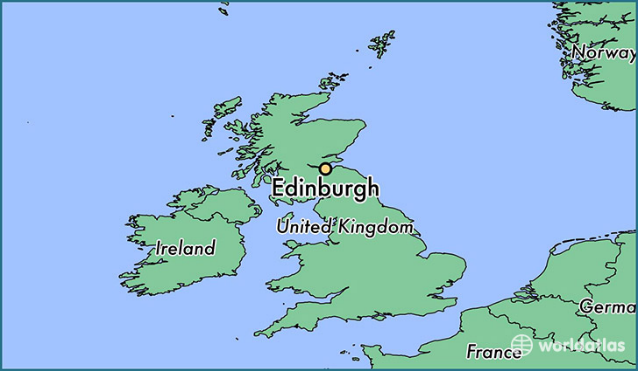 Norway
Edinburgh
United Kingdom
Ireland
Germa
France
worldatlas